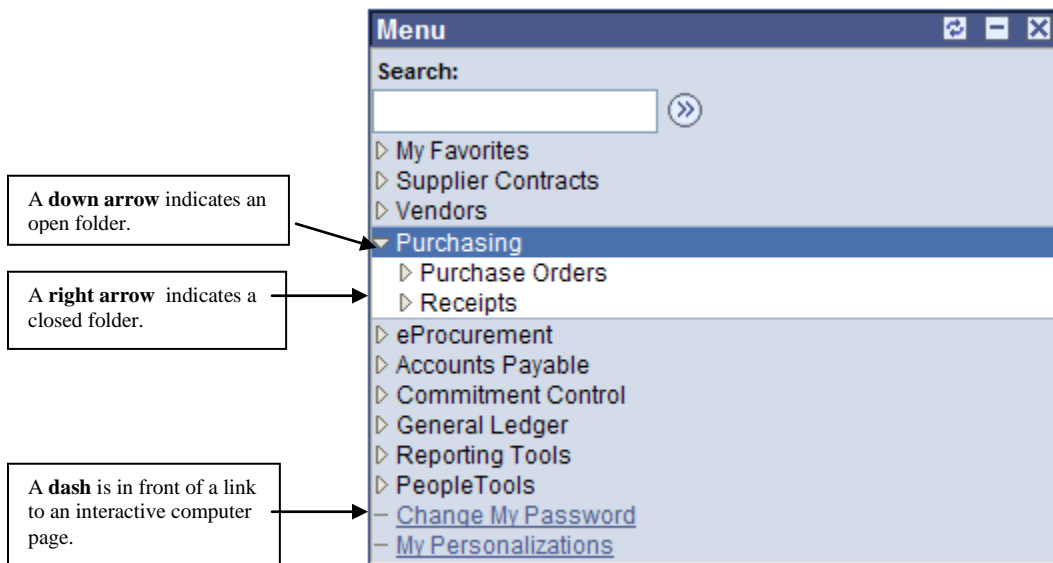 Menu
Search:
My Favorites
Supplier Contracts
Vendors
A down arrow indicates an
open folder.
Purchasing
Purchase Orders
A right arrow indicates a
closed folder.
Receipts
eProcurement
Accounts Payable
Commitment Control
General Ledger
Reporting Tools
PeopleTools
A dash is in front of a link
to an interactive computer
page.
Change My Password
My Personalizations